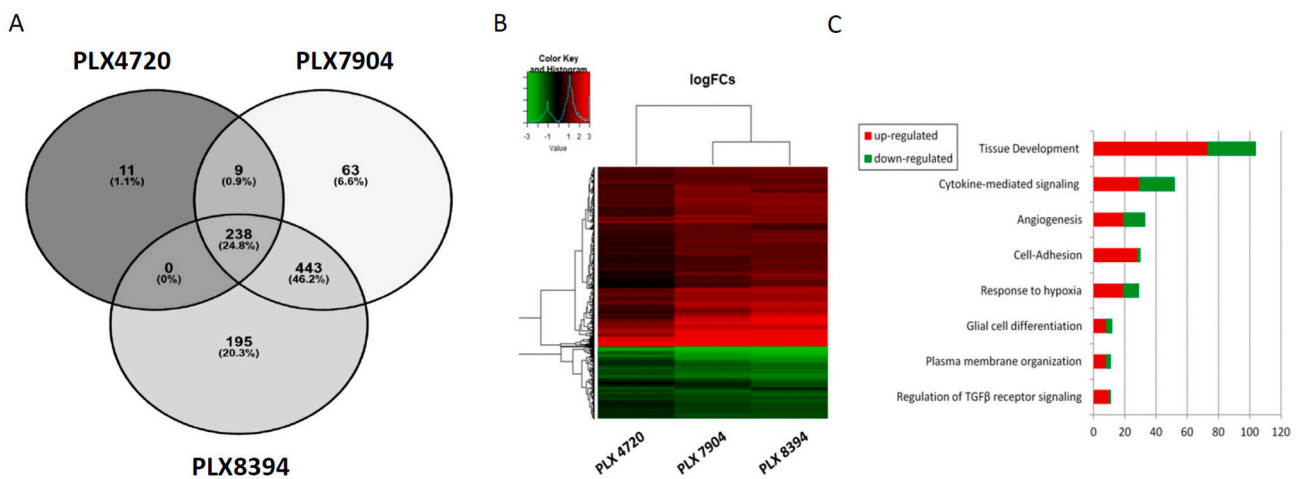 A
PLX4720
PLX7904
11
(1.1%)
9
(0.9%)
63
(6.6%)
238
(24.8%)
0
(0%)
443
(46.2%)
195
(20.3%)
PLX8394
B
Color Key
and Histogram
-3
-1
0
1
2
3
Value
logFCs
PLX 4720
PLX 7904
PLX 8394
C
up-regulated
down-regulated
Tissue Development
Cytokine-mediated signaling
Angiogenesis
Cell-Adhesion
Response to hypoxia
Glial cell differentiation
Plasma membrane organization
Regulation of TGFβ receptor signaling
0
20
40
60
80
100
120